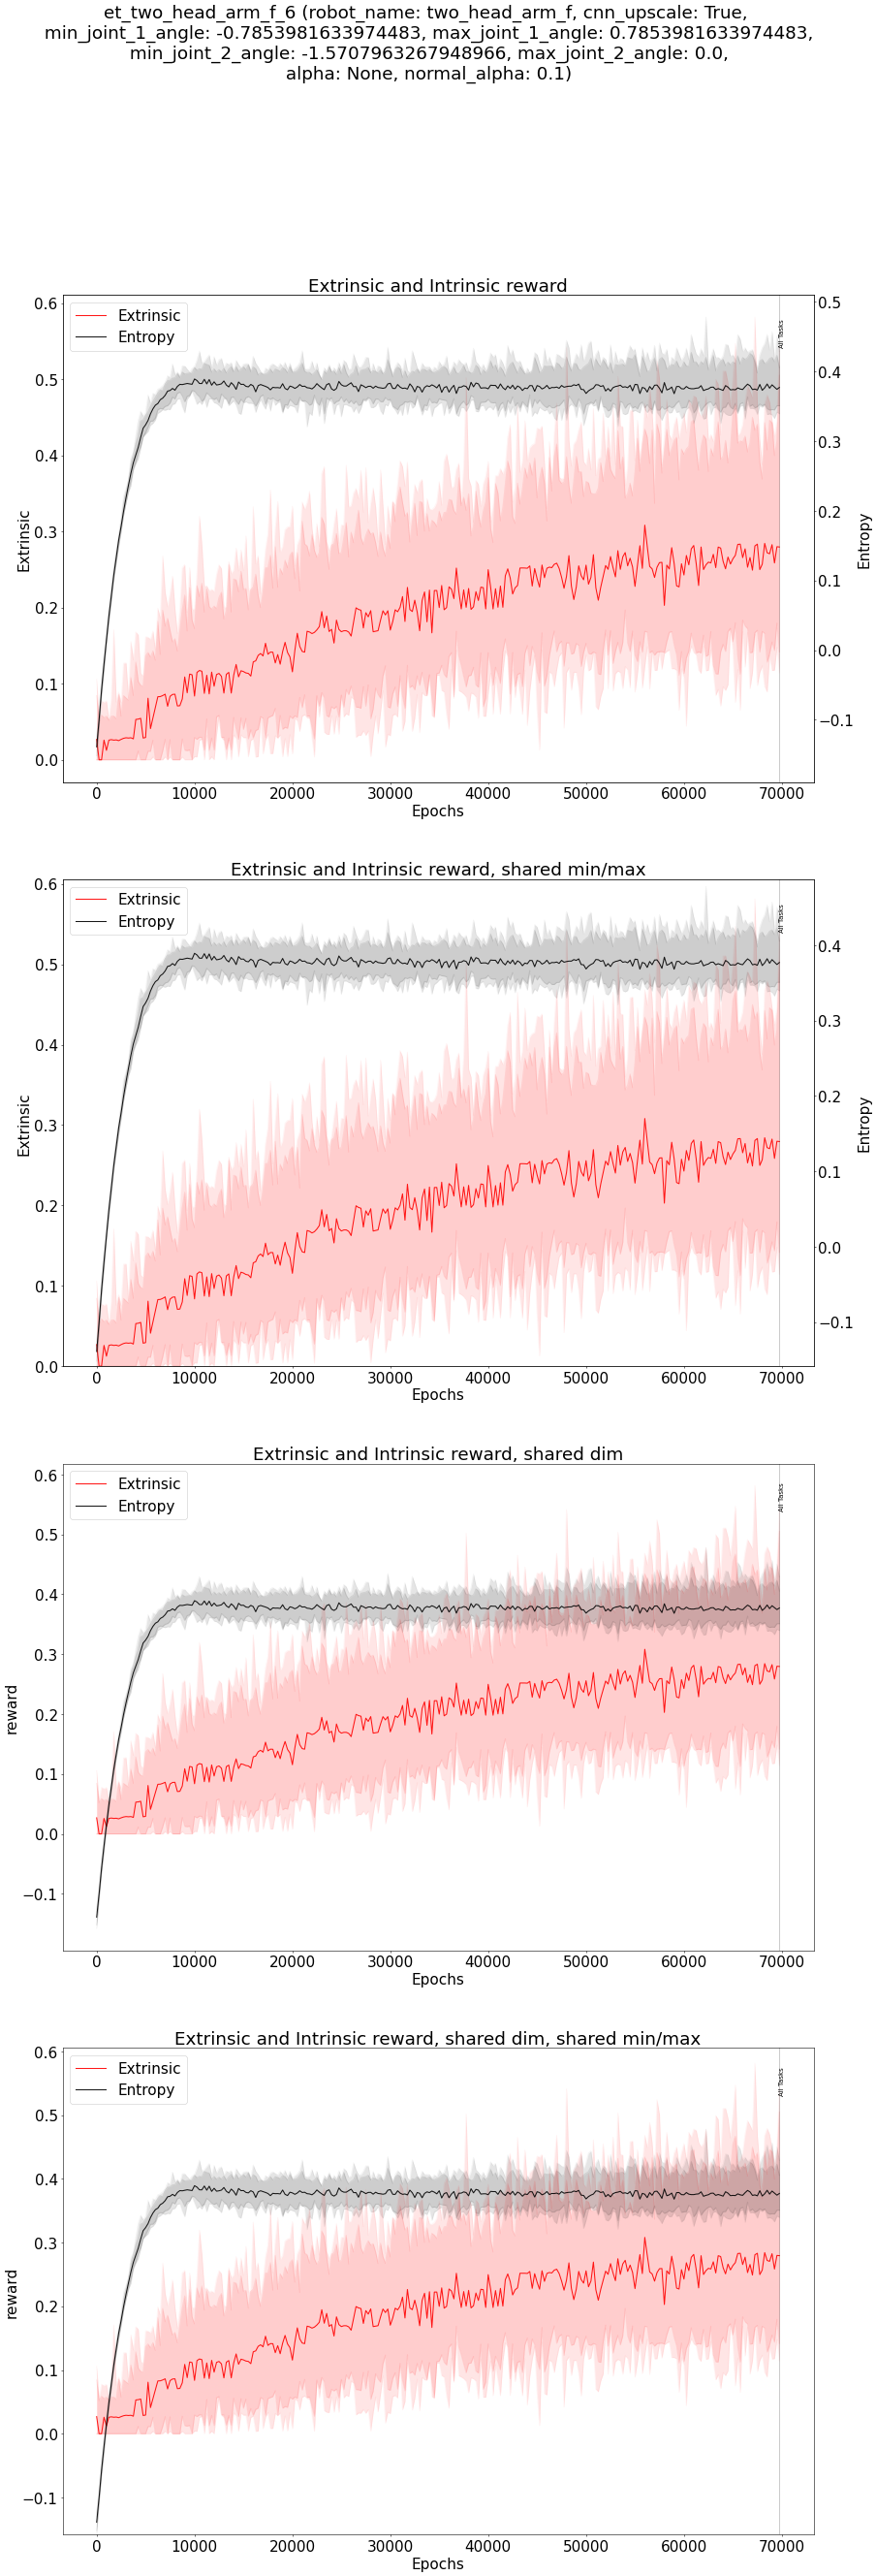 et_two_head_arm_f_6 (robot_name: two_head_arm_f, cnn_upscale: True,
min_joint_1_angle: -0.7853981633974483, max_joint_1_angle: 0.7853981633974483,
min_joint_2_angle: -1.5707963267948966, max_joint_2_angle: 0.0,
alpha: None, normal_alpha: 0.1)
Extrinsic and Intrinsic reward
Extrinsic
Entropy
All Tasks
0.6
0.5
0.4
0.3
0.2
0.1
0.0
Extrinsic
0.5
0.4
0.3
0.2
0.1
0.0
−0.1
Entropy
0 10000 20000 30000 40000 50000 60000 70000
Epochs
Extrinsic and Intrinsic reward, shared min/max
Extrinsic
Entropy
All Tasks
0.6
0.5
0.4
0.3
0.2
0.1
0.0
Extrinsic
0.4
0.3
0.2
0.1
0.0
−0.1
Entropy
0 10000 20000 30000 40000 50000 60000 70000
Epochs
Extrinsic and Intrinsic reward, shared dim
Extrinsic
Entropy
All Tasks
0.6
0.5
0.4
0.3
0.2
0.1
0.0
−0.1
reward
0 10000 20000 30000 40000 50000 60000 70000
Epochs
Extrinsic and Intrinsic reward, shared dim, shared min/max
Extrinsic
Entropy
All Tasks
0.6
0.5
0.4
0.3
0.2
0.1
0.0
−0.1
reward
0 10000 20000 30000 40000 50000 60000 70000
Epochs